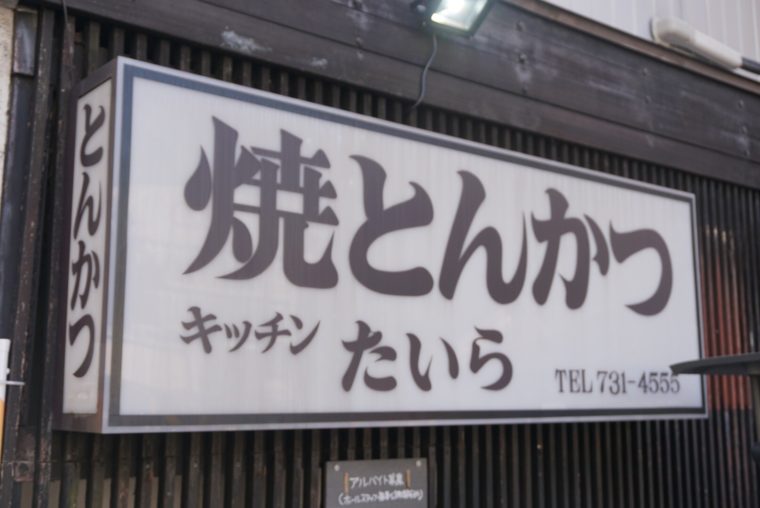 とんかつ
焼とんかつ
キッチン たいら
TEL 731-4555
アルバイト募集